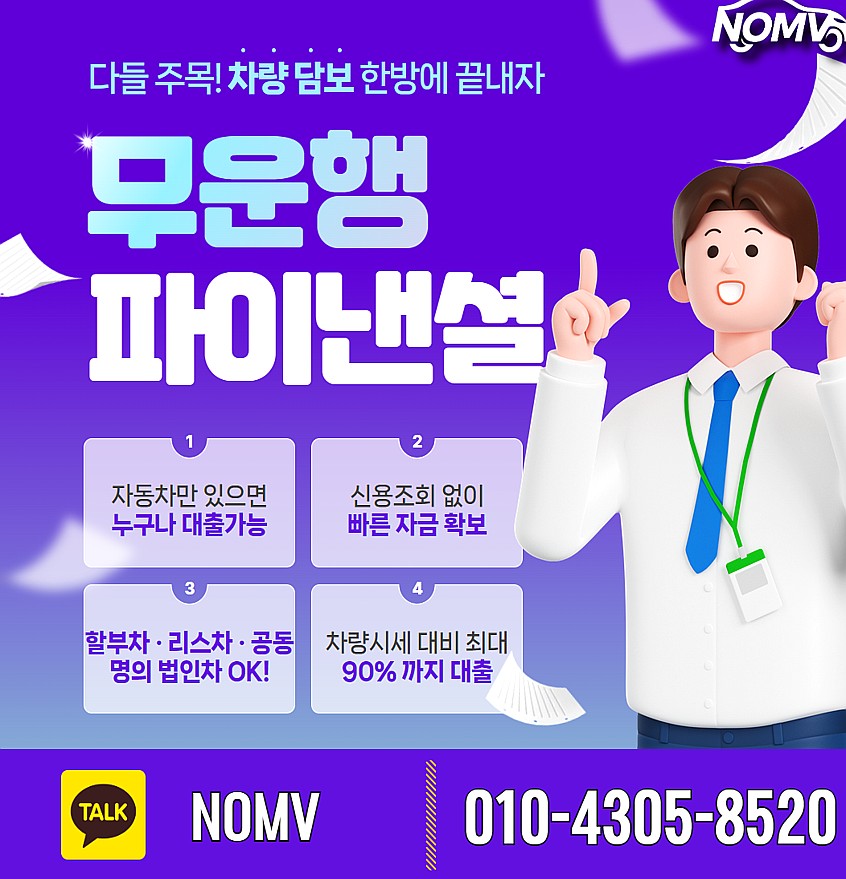 NOMV
다들 주목! 차량 담보 한방에 끝내자
무운행
파이낸셜
1
자동차만 있으면
누구나 대출가능
2
신용조회 없이
빠른 자금 확보
3
할부차 · 리스차 · 공동
명의 법인차 OK!
4
차량시세 대비 최대
90% 까지 대출
TALK
NOMV
010-4305-8520